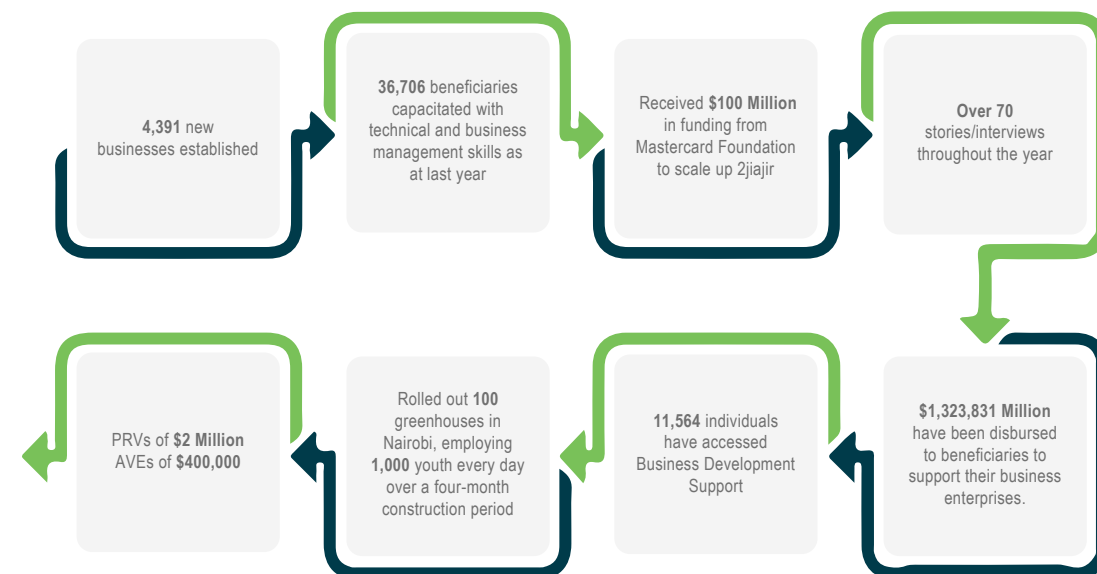 4,391 new
businesses established
36,706 beneficiaries
capacitated with
technical and business
management skills as
at last year
Received $100 Million
in funding from
Mastercard Foundation
to scale up 2jiajir
Over 70
stories/interviews
throughout the year
$1,323,831 Million
have been disbursed
to beneficiaries to
support their business
enterprises.
11,564 individuals
have accessed
Business Development
Support
Rolled out 100
greenhouses in
Nairobi, employing
1,000 youth every day
over a four-month
construction period
PRVs of $2 Million
AVEs of $400,000